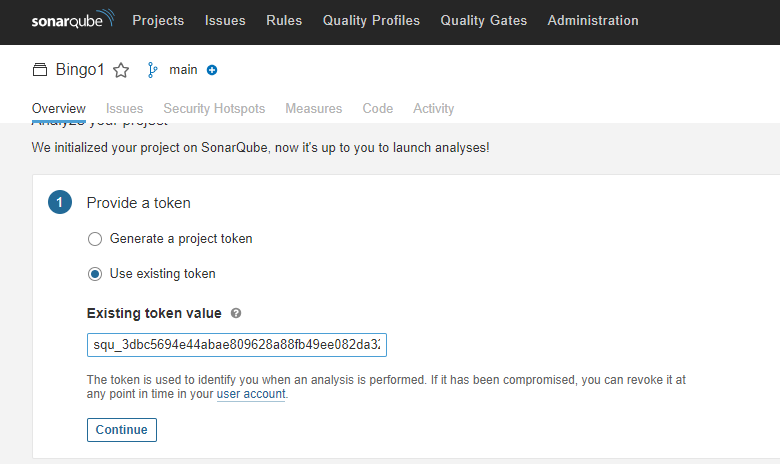 sonarqube Projects Issues Rules Quality Profiles Quality Gates Administration
Bingo1 main
Overview Issues Security Hotspots Measures Code Activity
Analyze your project
We initialized your project on SonarQube, now it's up to you to launch analyses!
1 Provide a token
Generate a project token
Use existing token
Existing token value ?
squ_3dbc5694e44abae809628a88fb49ee082da32
The token is used to identify you when an analysis is performed. If it has been compromised, you can revoke it at
any point in time in your user account.
Continue